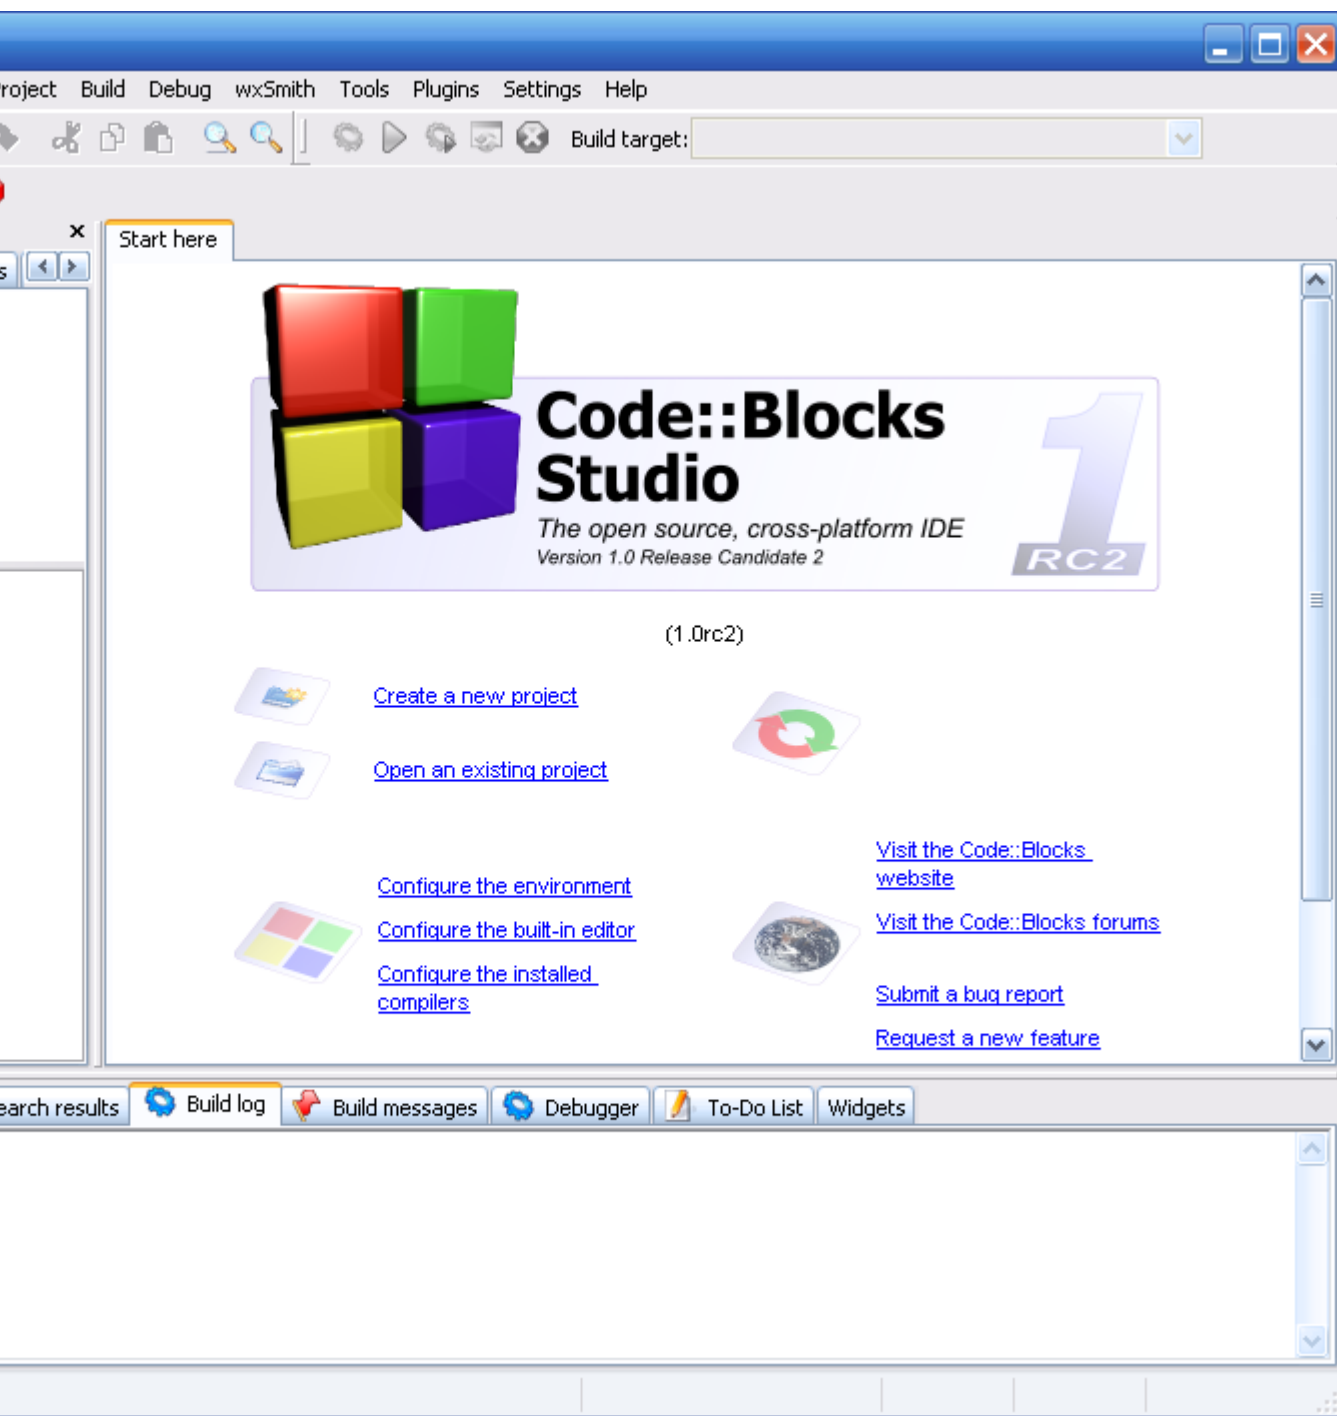 roject Build Debug wxSmith Tools Plugins Settings Help
Build target:
Start here
s
Code::Blocks
Studio
The open source, cross-platform IDE
Version 1.0 Release Candidate 2
1
RC2
(1.0rc2)
Create a new project
Open an existing project
Configure the environment
Configure the built-in editor
Configure the installed
compilers
Visit the Code::Blocks
website
Visit the Code::Blocks forums
Submit a bug report
Request a new feature
earch results Build log Build messages Debugger To-Do List Widgets